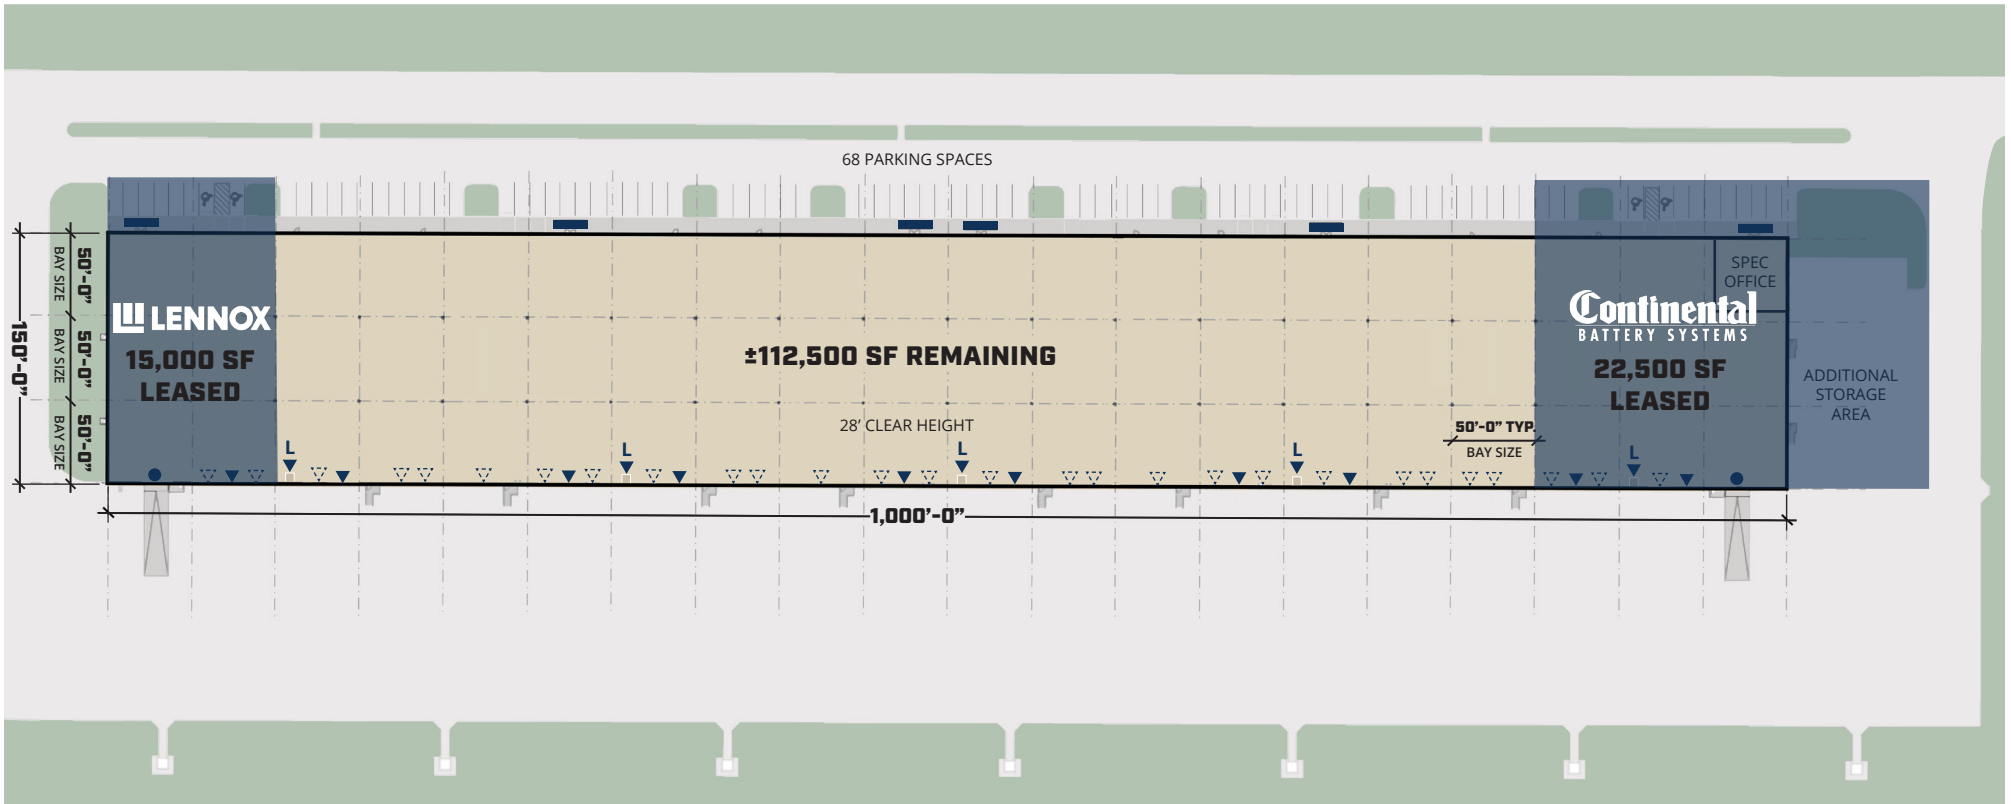 68 PARKING SPACES
150'-0"
BAY SIZE
50'-0"
BAY SIZE
50'-0"
BAY SIZE
50'-0"
LENNOX
15,000 SF
LEASED
±112,500 SF REMAINING
28' CLEAR HEIGHT
SPEC
OFFICE
Continental
BATTERY SYSTEMS
22,500 SF
LEASED
ADDITIONAL
STORAGE
AREA
50'-0" TYP.
BAY SIZE
L
L
L
L
L
1,000'-0"